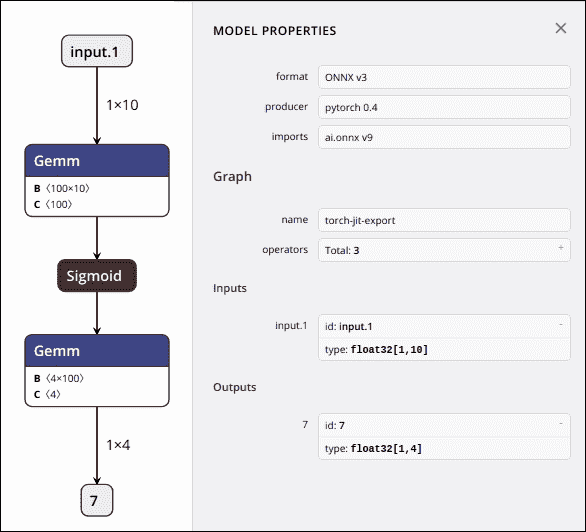 input.1
1×10
Gemm
B 〈100×10〉
C 〈100〉
Sigmoid
Gemm
B 〈4×100〉
C 〈4〉
1×4
7
MODEL PROPERTIES
×
format ONNX v3
producer pytorch 0.4
imports ai.onnx v9
Graph
name torch-jit-export
operators Total: 3 +
Inputs
input.1 id: input.1 -
type: float32[1,10]
Outputs
7 id: 7 -
type: float32[1,4]